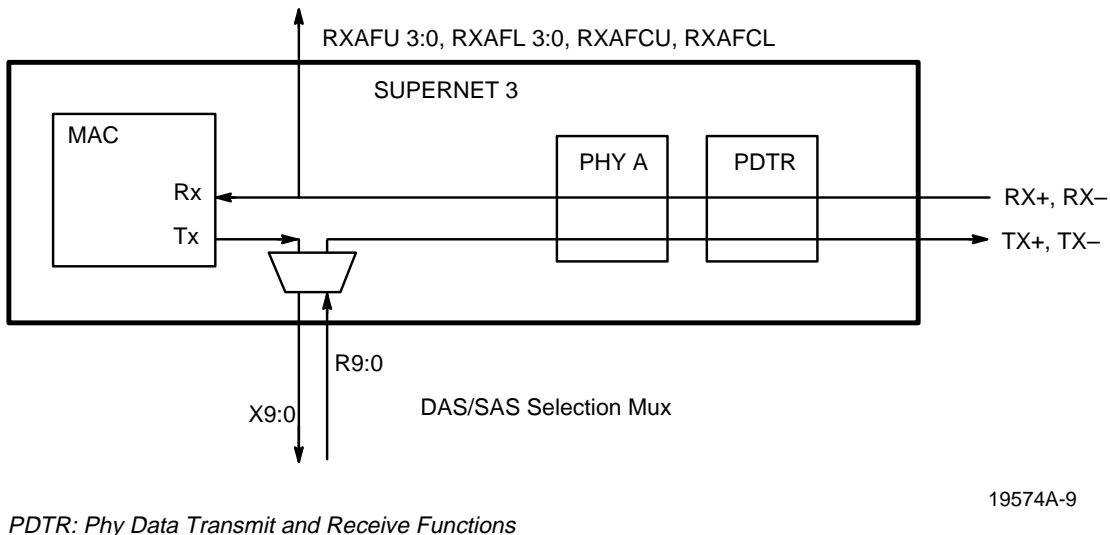 RXAFU 3:0, RXAFL 3:0, RXAFCU, RXAFCL
SUPERNET 3
MAC
PHY A
PDTR
Rx
RX+, RX–
Tx
TX+, TX–
R9:0
X9:0
DAS/SAS Selection Mux
19574A-9
PDTR: Phy Data Transmit and Receive Functions